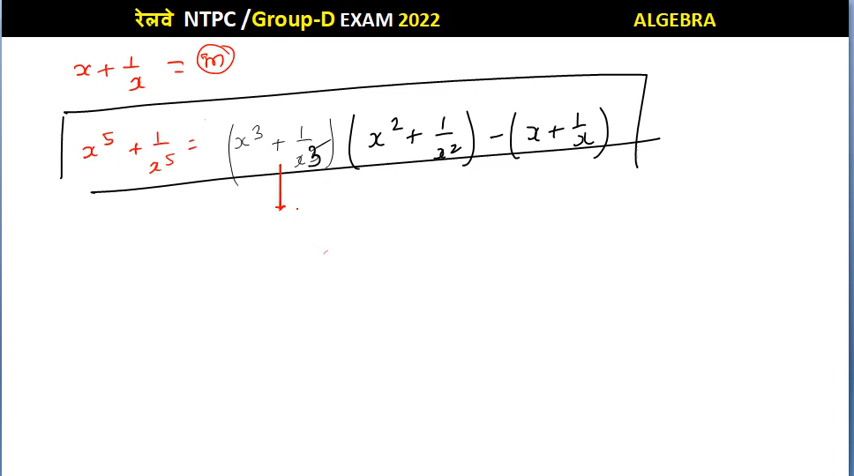 रेलवे NTPC /Group-D EXAM 2022 ALGEBRA
x + 1/x = m
x⁵ + 1/x⁵ = (x³ + 1/x³) (x² + 1/x²) - (x + 1/x)